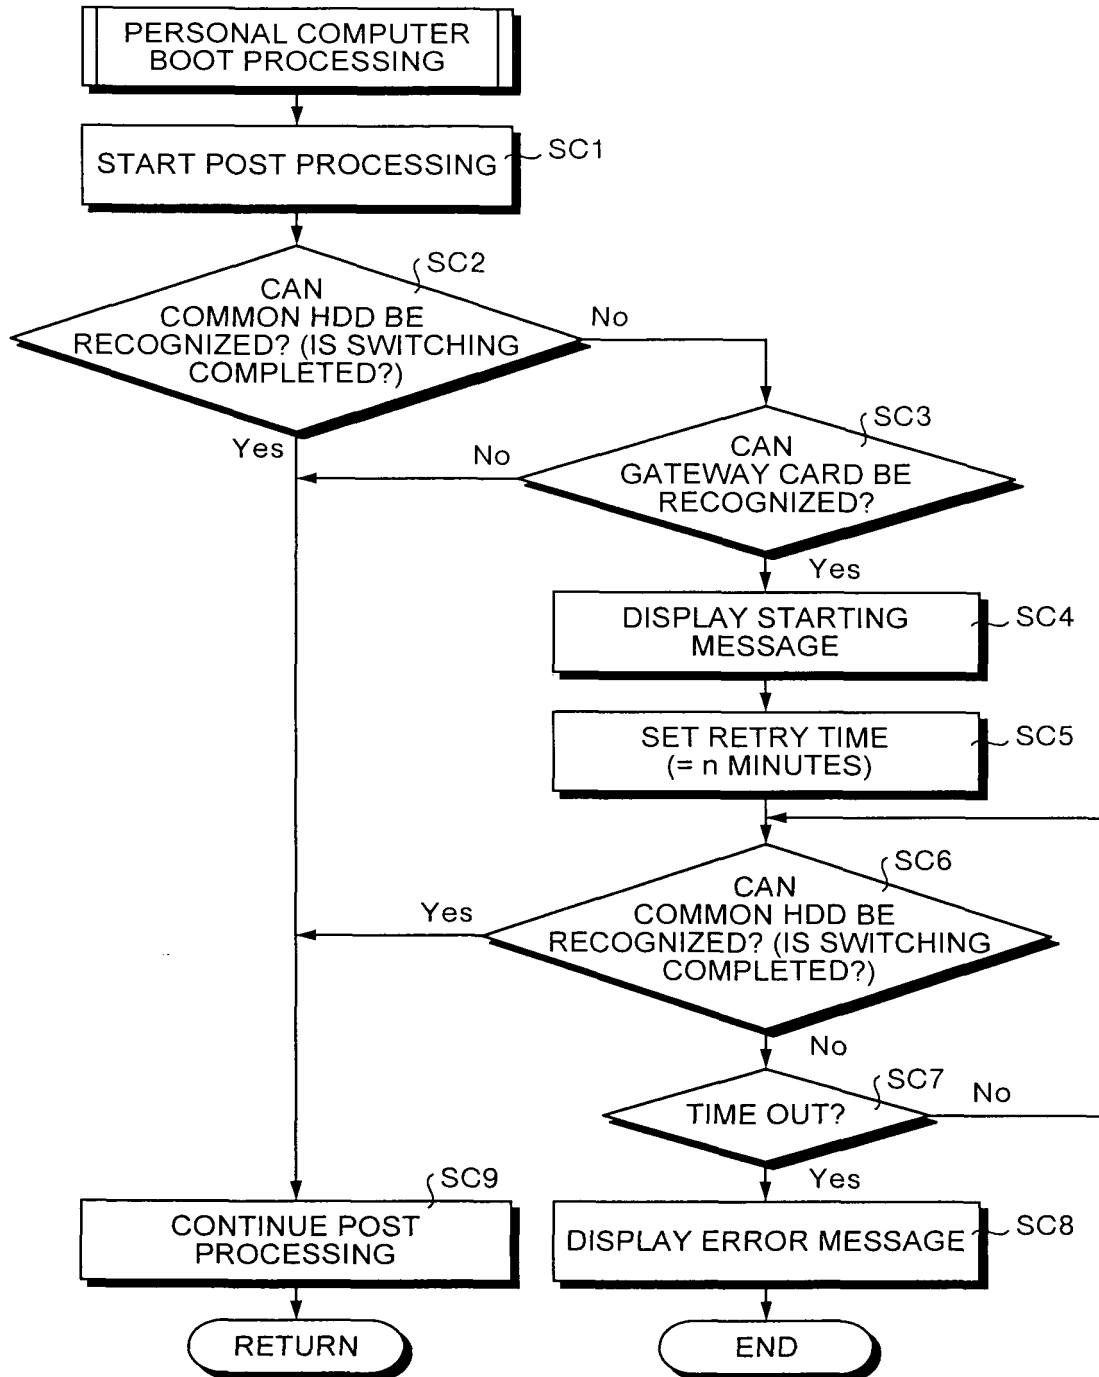 PERSONAL COMPUTER
BOOT PROCESSING
START POST PROCESSING
SC1
SC2
CAN
COMMON HDD BE
RECOGNIZED? (IS SWITCHING
COMPLETED?)
No
Yes
SC3
CAN
GATEWAY CARD BE
RECOGNIZED?
No
Yes
DISPLAY STARTING
MESSAGE
SC4
SET RETRY TIME
(= n MINUTES)
SC5
SC6
CAN
COMMON HDD BE
RECOGNIZED? (IS SWITCHING
COMPLETED?)
Yes
No
SC7
TIME OUT?
No
Yes
SC9
CONTINUE POST
PROCESSING
DISPLAY ERROR MESSAGE
SC8
RETURN
END